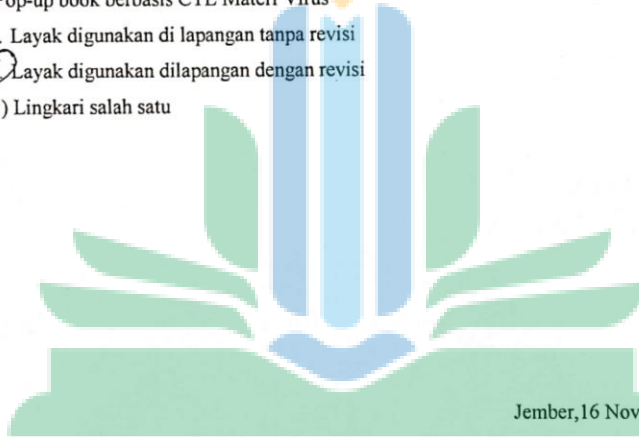 Pop-up book berbasis CTL Materi Virus
. Layak digunakan di lapangan tanpa revisi
Layak digunakan dilapangan dengan revisi
) Lingkari salah satu
Jember,16 Nov